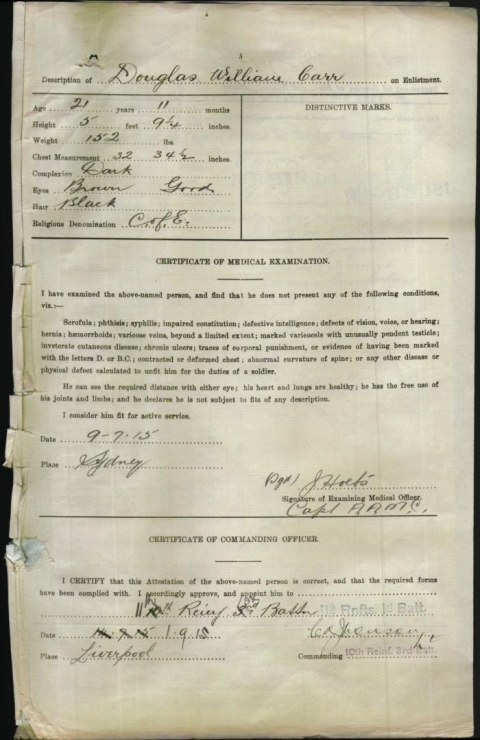 5
Description of Douglas William Carr on Enlistment.
Age 21 years 11 months
Height 5 feet 9¼ inches.
Weight 152 lbs.
Chest Measurement 32 34½ inches.
Complexion Dark
Eyes Brown Good
Hair Black
Religious Denomination C. of E.
DISTINCTIVE MARKS.
CERTIFICATE OF MEDICAL EXAMINATION.
I have examined the above-named person, and find that he does not present any of the following conditions,
viz.:—
Scrofula; phthisis; syphilis; impaired constitution; defective intelligence; defects of vision, voice, or hearing;
hernia; hæmorrhoids; varicose veins, beyond a limited extent; marked varicocele with unusually pendent testicle;
inveterate cutaneous disease; chronic ulcers; traces of corporal punishment, or evidence of having been marked
with the letters D. or B.C.; contracted or deformed chest; abnormal curvature of spine; or any other disease or
physical defect calculated to unfit him for the duties of a soldier.
He can see the required distance with either eye; his heart and lungs are healthy; he has the free use of
his joints and limbs; and he declares he is not subject to fits of any description.
I consider him fit for active service.
Date 9-7-15
Place Sydney
Signature of Examining Medical Officer.
Capt A.A.M.C.
CERTIFICATE OF COMMANDING OFFICER.
I CERTIFY that this Attestation of the above-named person is correct, and that the required forms
have been complied with. I accordingly approve, and appoint him to
11th Rein Battn 11th Rnfts. 1st Batt.
Date 1.9.15
Place Liverpool Commanding 10th Reinf. 3rd Batt.